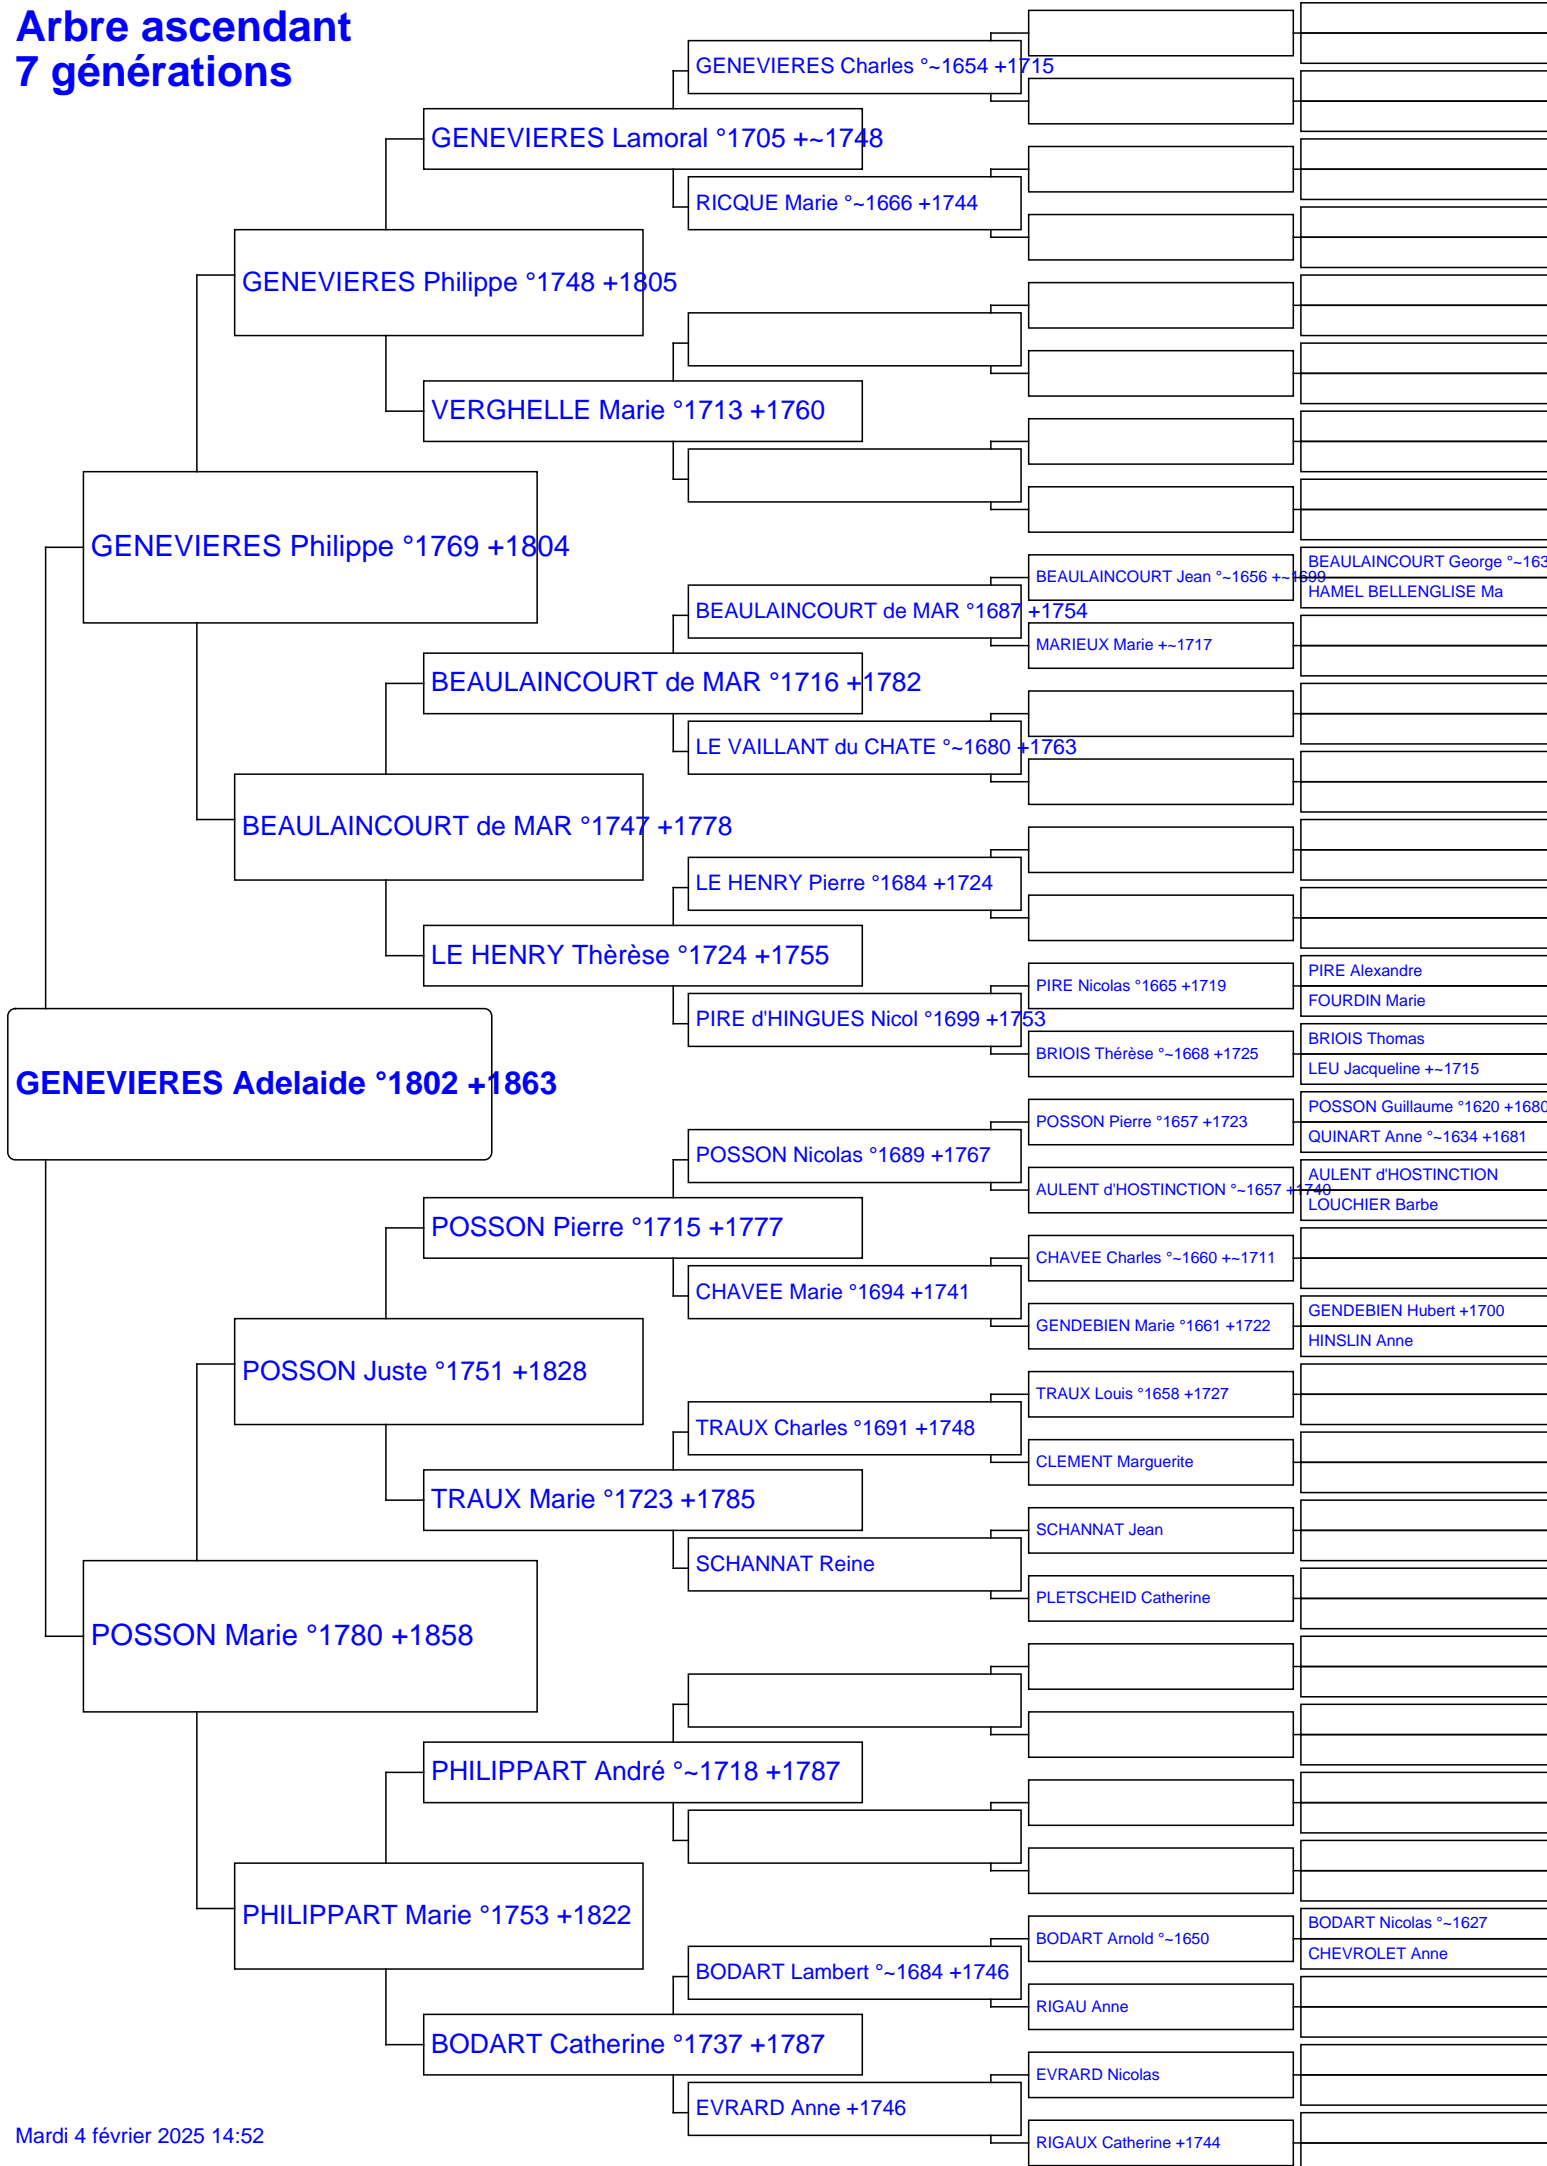 Arbre ascendant
7 générations
GENEVIERES Charles °~1654 +1715
GENEVIERES Lamoral °1705 +~1748
RICQUE Marie °~1666 +1744
GENEVIERES Philippe °1748 +1805
VERGHELLE Marie °1713 +1760
GENEVIERES Philippe °1769 +1804
BEAULAINCOURT George °~163
BEAULAINCOURT Jean °~1656 +~1699
HAMEL BELLENGLISE Ma
BEAULAINCOURT de MAR °1687 +1754
MARIEUX Marie +~1717
BEAULAINCOURT de MAR °1716 +1782
LE VAILLANT du CHATE °~1680 +1763
BEAULAINCOURT de MAR °1747 +1778
LE HENRY Pierre °1684 +1724
LE HENRY Thèrèse °1724 +1755
PIRE Alexandre
PIRE Nicolas °1665 +1719
FOURDIN Marie
PIRE d'HINGUES Nicol °1699 +1753
BRIOIS Thomas
BRIOIS Thérèse °~1668 +1725
LEU Jacqueline +~1715
GENEVIERES Adelaide °1802 +1863
POSSON Guillaume °1620 +1680
POSSON Pierre °1657 +1723
QUINART Anne °~1634 +1681
POSSON Nicolas °1689 +1767
AULENT d'HOSTINCTION
AULENT d'HOSTINCTION °~1657 +1740
LOUCHIER Barbe
POSSON Pierre °1715 +1777
CHAVEE Charles °~1660 +~1711
CHAVEE Marie °1694 +1741
GENDEBIEN Hubert +1700
GENDEBIEN Marie °1661 +1722
HINSLIN Anne
POSSON Juste °1751 +1828
TRAUX Louis °1658 +1727
TRAUX Charles °1691 +1748
CLEMENT Marguerite
TRAUX Marie °1723 +1785
SCHANNAT Jean
SCHANNAT Reine
PLETSCHEID Catherine
POSSON Marie °1780 +1858
PHILIPPART André °~1718 +1787
PHILIPPART Marie °1753 +1822
BODART Nicolas °~1627
BODART Arnold °~1650
CHEVROLET Anne
BODART Lambert °~1684 +1746
RIGAU Anne
BODART Catherine °1737 +1787
EVRARD Nicolas
EVRARD Anne +1746
RIGAUX Catherine +1744
Mardi 4 février 2025 14:52